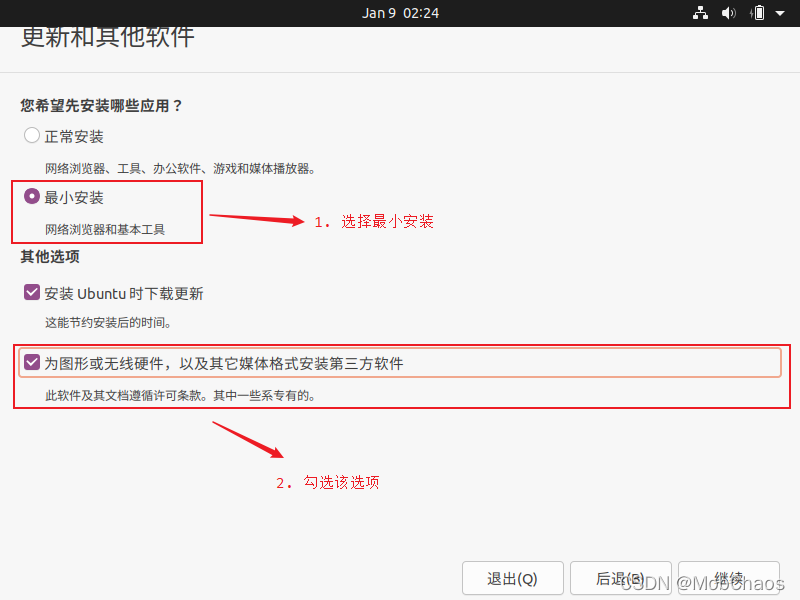 Jan 9 02:24
更新和其他软件
您希望先安装哪些应用？
正常安装
网络浏览器、工具、办公软件、游戏和媒体播放器。
最小安装
网络浏览器和基本工具
1. 选择最小安装
其他选项
安装 Ubuntu 时下载更新
这能节约安装后的时间。
为图形或无线硬件，以及其它媒体格式安装第三方软件
此软件及其文档遵循许可条款。其中一些系专有的。
2. 勾选该选项
退出(Q) 后退(B) 继续
CSDN @MobChaos